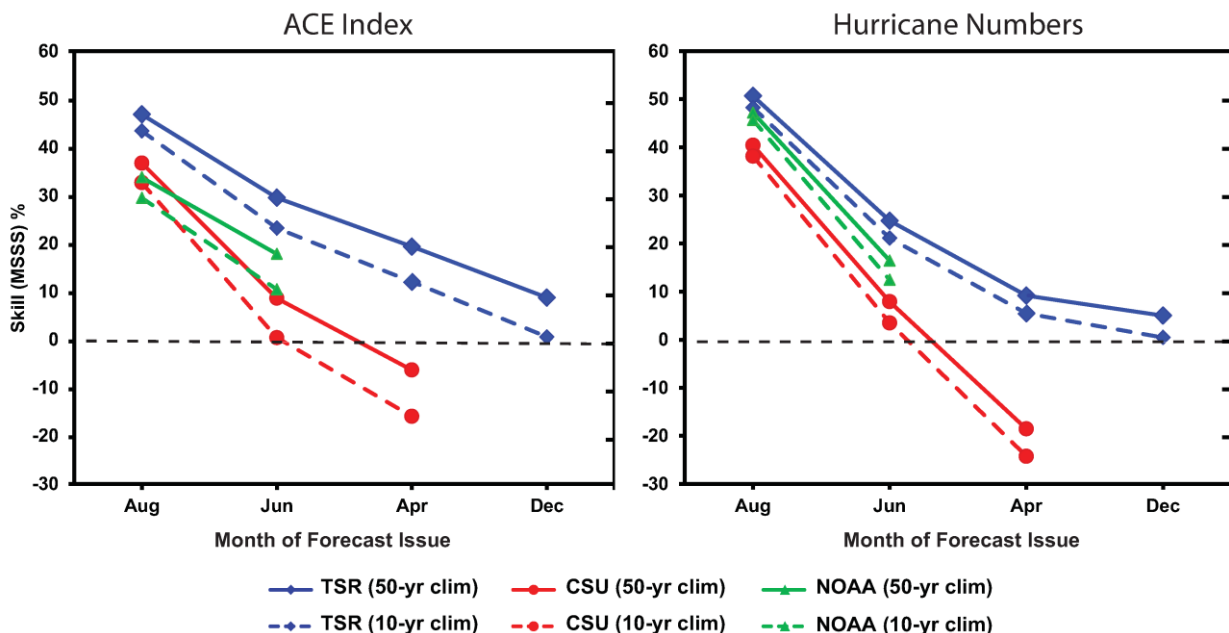 ACE Index
Hurricane Numbers
Skill (MSSS) %
60
50
40
30
20
10
0
-10
-20
-30
Aug Jun Apr Dec
Month of Forecast Issue
60
50
40
30
20
10
0
-10
-20
-30
Aug Jun Apr Dec
Month of Forecast Issue
TSR (50-yr clim) CSU (50-yr clim) NOAA (50-yr clim)
TSR (10-yr clim) CSU (10-yr clim) NOAA (10-yr clim)